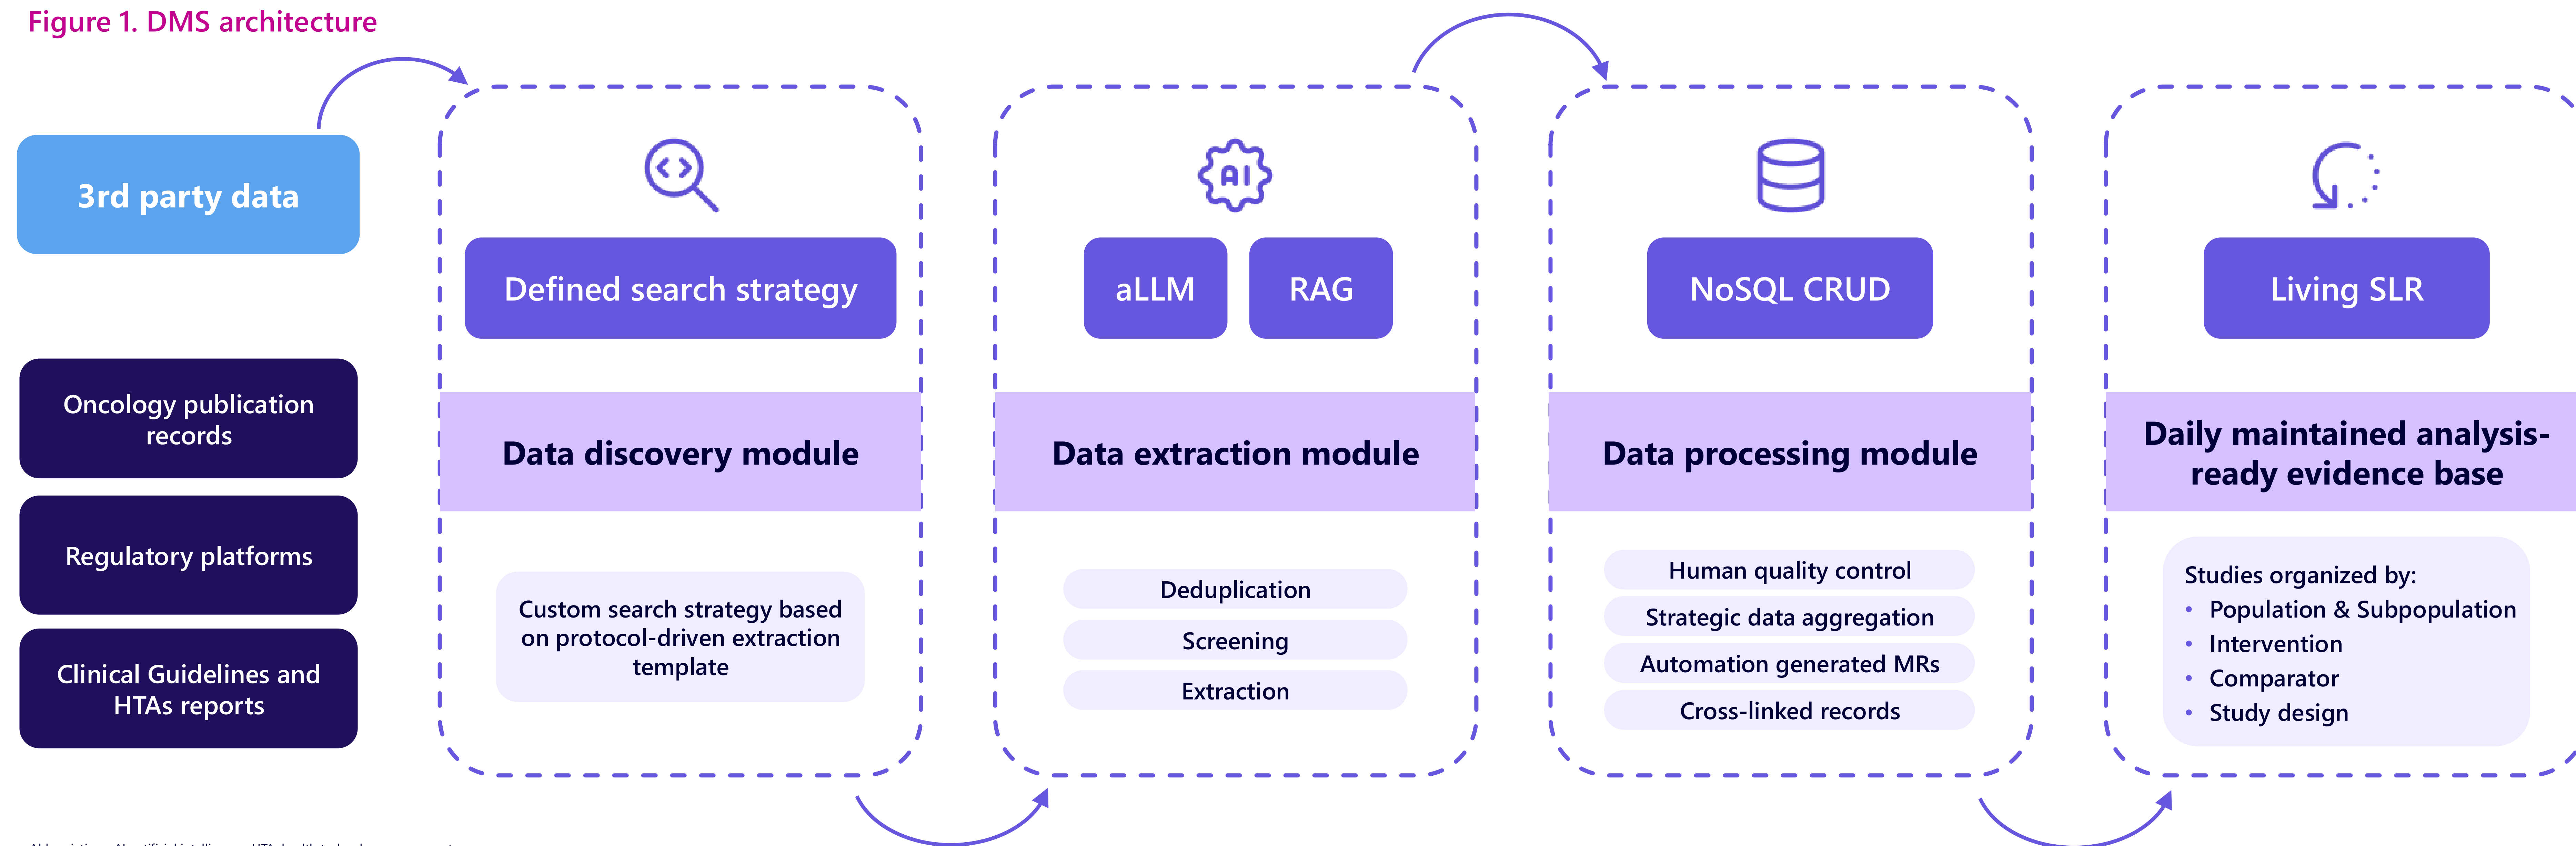 Figure 1. DMS architecture
3rd party data
Oncology publication
records
Regulatory platforms
Clinical Guidelines and
HTAs reports
Defined search strategy
Data discovery module
Custom search strategy based
on protocol-driven extraction
template
AI
aLLM
RAG
Data extraction module
Deduplication
Screening
Extraction
NoSQL CRUD
Data processing module
Human quality control
Strategic data aggregation
Automation generated MRs
Cross-linked records
Living SLR
Daily maintained analysis-
ready evidence base
Studies organized by:
• Population & Subpopulation
• Intervention
• Comparator
• Study design